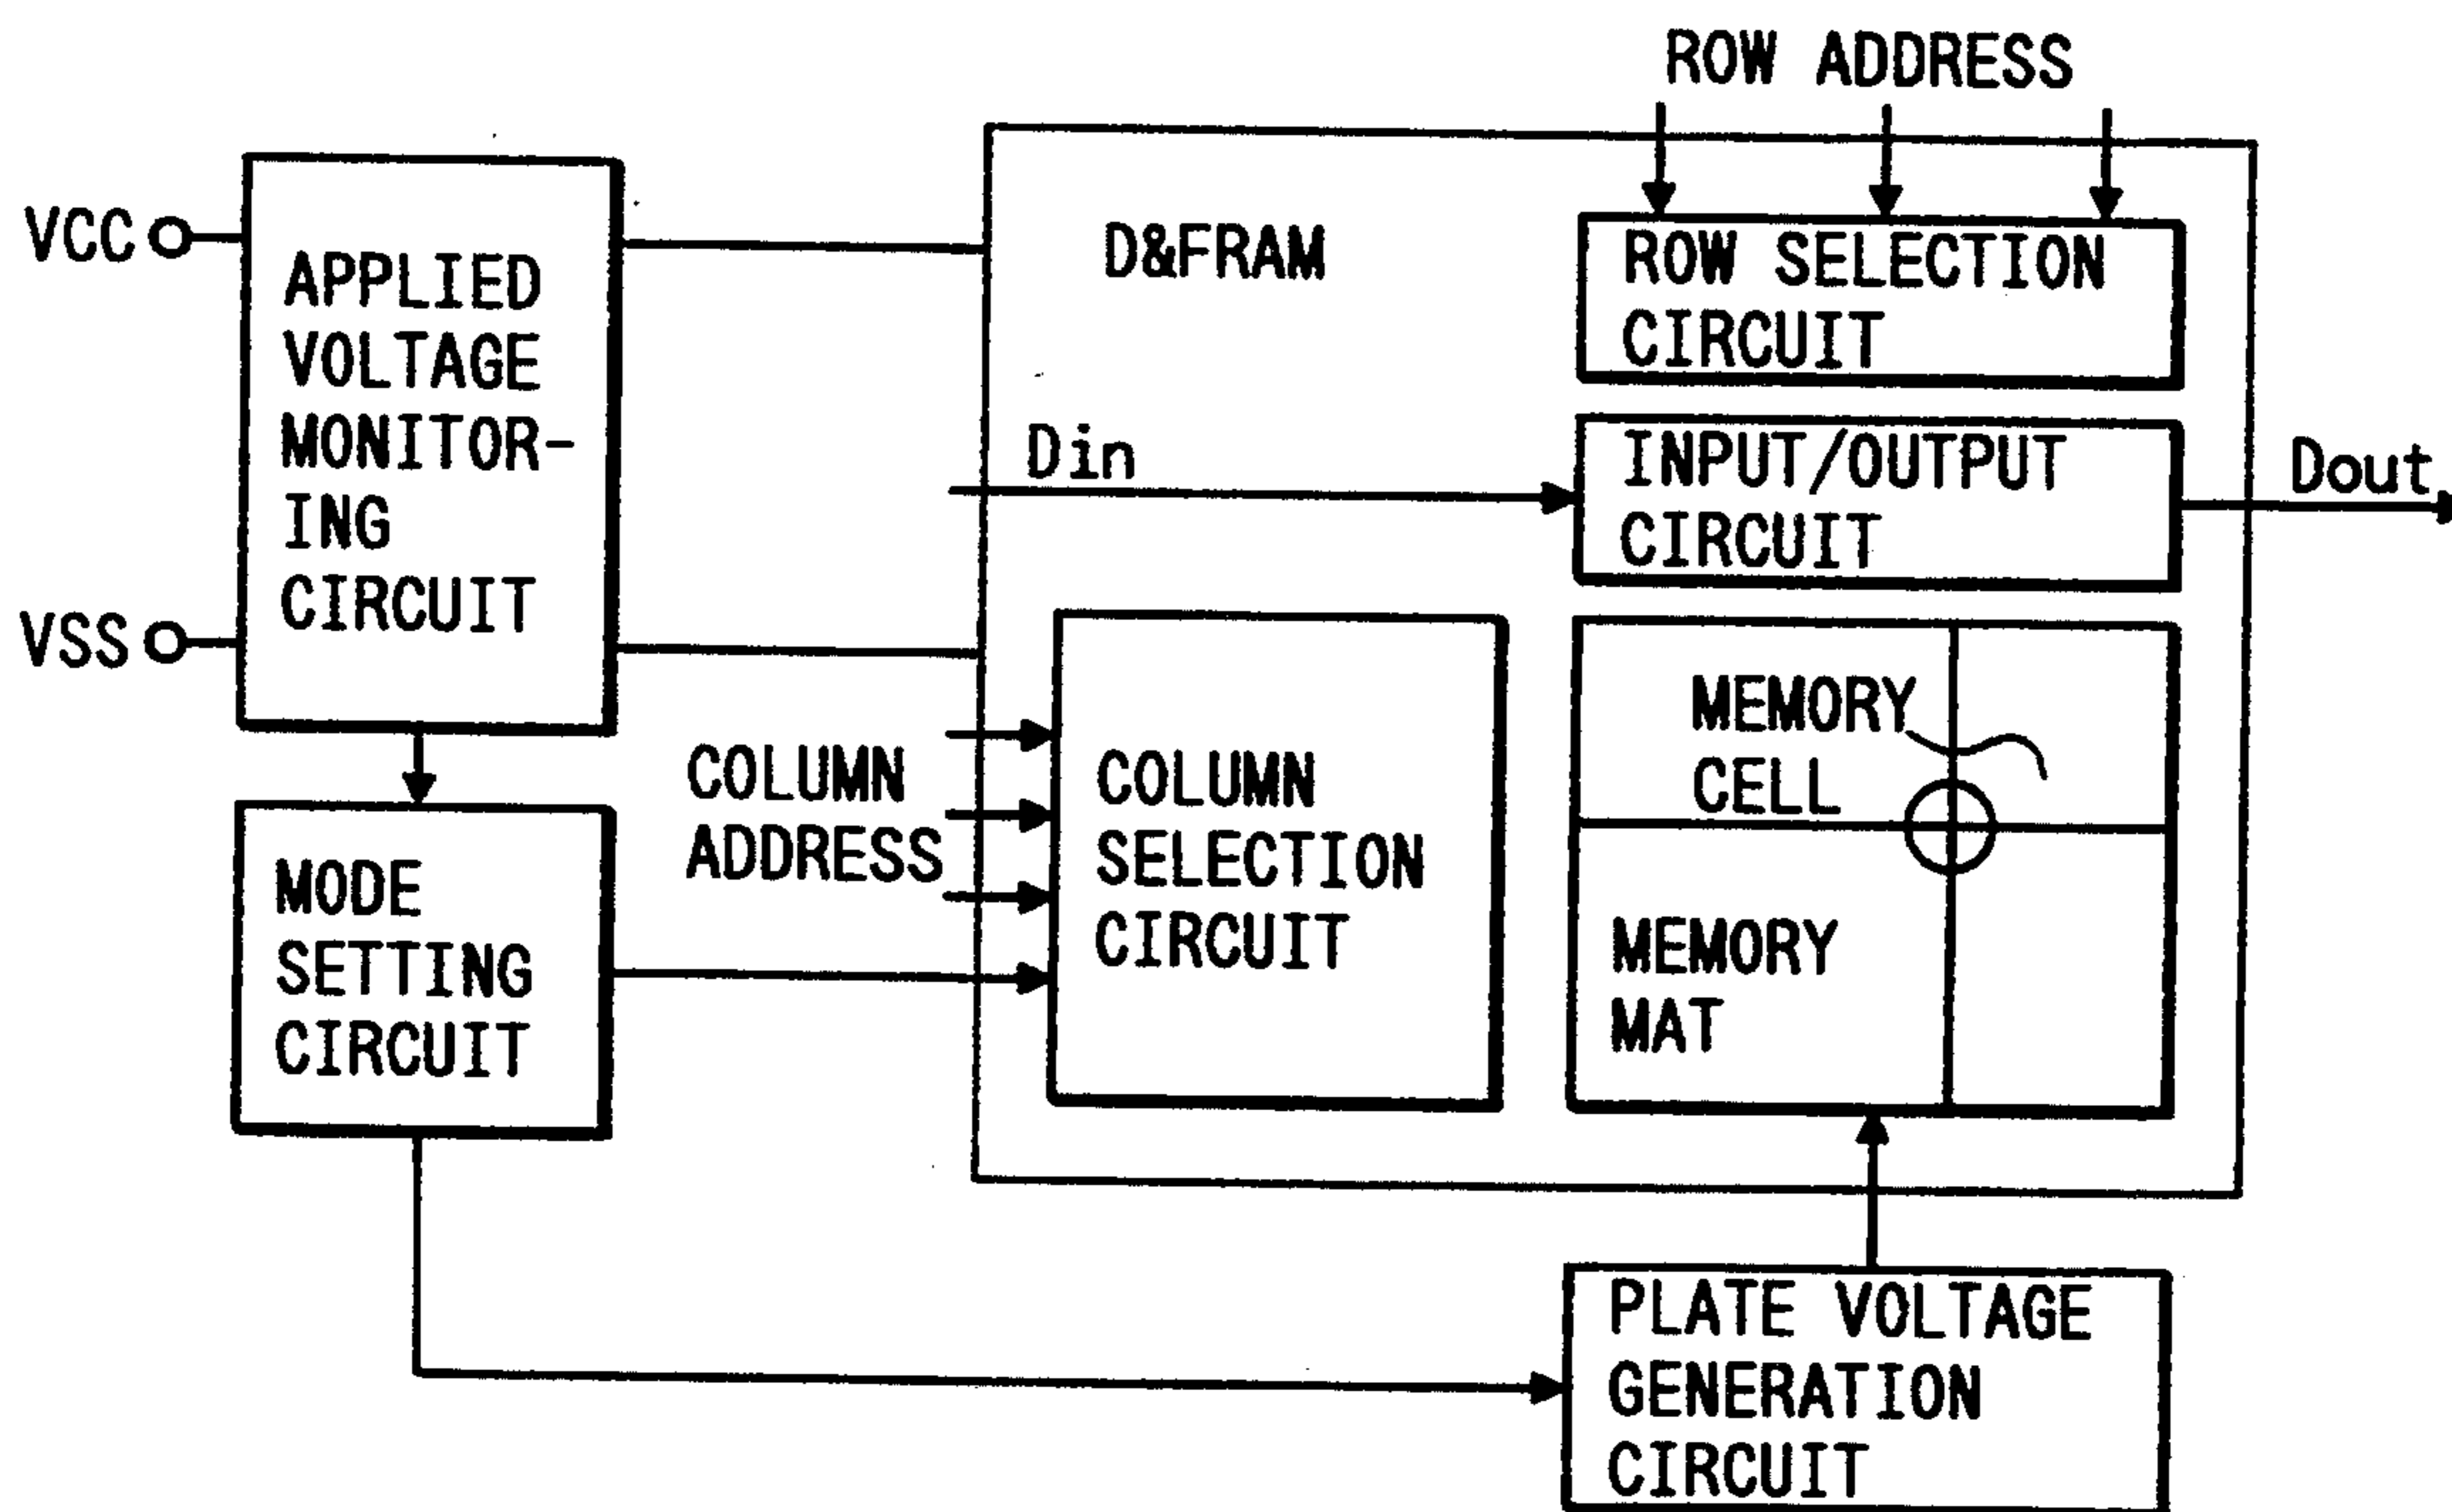 ROW ADDRESS
VCC
APPLIED
VOLTAGE
MONITOR-
ING
CIRCUIT
VSS
D&FRAM
ROW SELECTION
CIRCUIT
Din
INPUT/OUTPUT
CIRCUIT
Dout
COLUMN
ADDRESS
COLUMN
SELECTION
CIRCUIT
MEMORY
CELL
MEMORY
MAT
MODE
SETTING
CIRCUIT
PLATE VOLTAGE
GENERATION
CIRCUIT